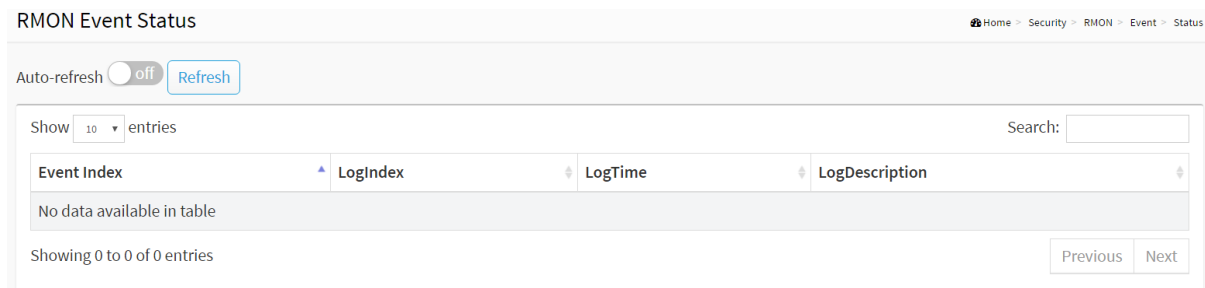 RMON Event Status
Home > Security > RMON > Event > Status
Auto-refresh off Refresh
Show 10 entries Search:
Event Index LogIndex LogTime LogDescription
No data available in table
Showing 0 to 0 of 0 entries Previous Next